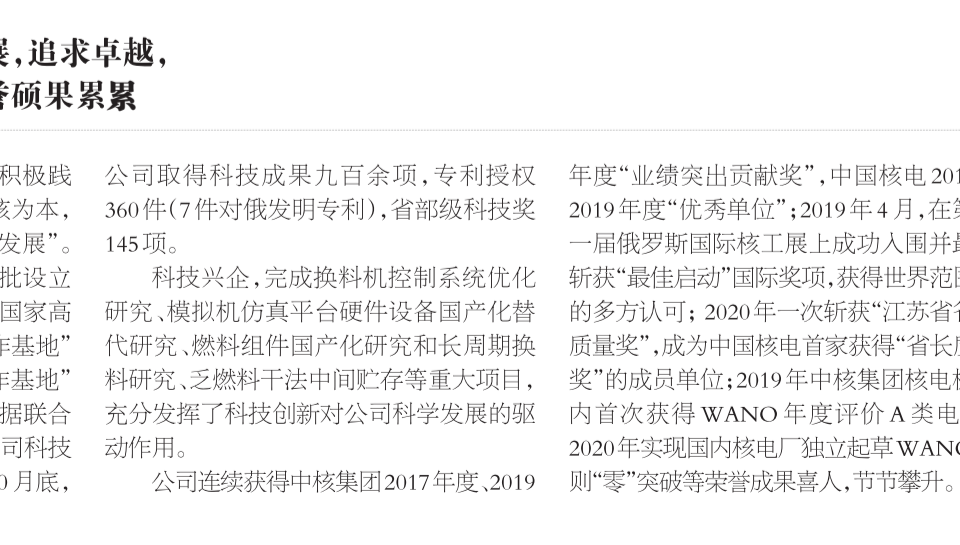 ，追求卓越，
硕果累累
积极践
为本，
发展”。
批设立
国家高
基地”
基地”
据联合
司科技
月底，
公司取得科技成果九百余项，专利授权
360件（7件对俄发明专利），省部级科技奖
145项。
科技兴企，完成换料机控制系统优化
研究、模拟机仿真平台硬件设备国产化替
代研究、燃料组件国产化研究和长周期换
料研究、乏燃料干法中间贮存等重大项目，
充分发挥了科技创新对公司科学发展的驱
动作用。
公司连续获得中核集团2017年度、2019
年度“业绩突出贡献奖”，中国核电201
2019年度“优秀单位”；2019年4月，在
一届俄罗斯国际核工展上成功入围并
斩获“最佳启动”国际奖项，获得世界范
的多方认可；2020年一次斩获“江苏省
质量奖”，成为中国核电首家获得“省长
奖”的成员单位；2019年中核集团核电
内首次获得WANO年度评价A类电
2020年实现国内核电厂独立起草WANO
则“零”突破等荣誉成果喜人，节节攀升。